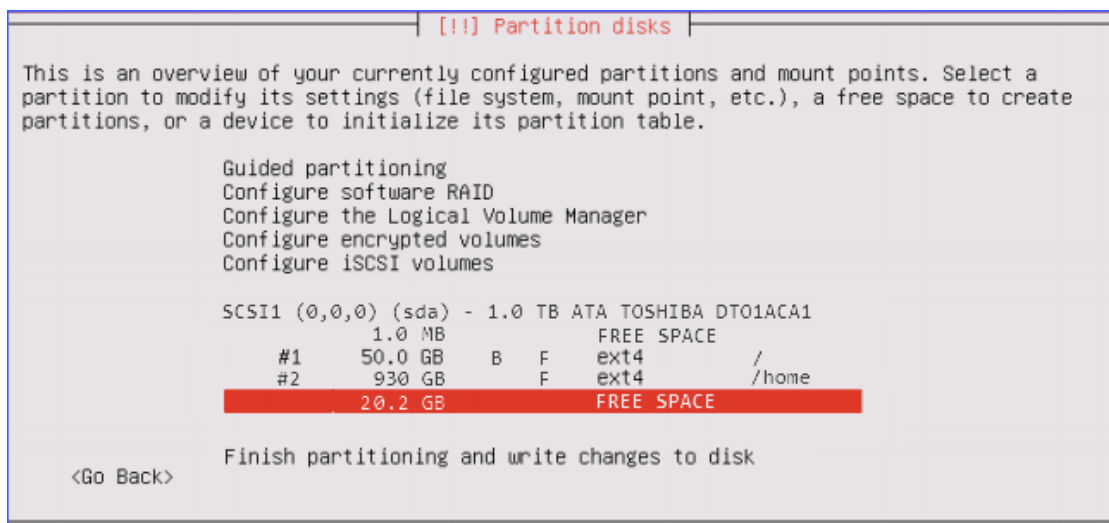 [!!] Partition disks
This is an overview of your currently configured partitions and mount points. Select a
partition to modify its settings (file system, mount point, etc.), a free space to create
partitions, or a device to initialize its partition table.
Guided partitioning
Configure software RAID
Configure the Logical Volume Manager
Configure encrypted volumes
Configure iSCSI volumes
SCSI1 (0,0,0) (sda) - 1.0 TB ATA TOSHIBA DTO1ACA1
1.0 MB FREE SPACE
#1 50.0 GB B F ext4 /
#2 930 GB F ext4 /home
20.2 GB FREE SPACE
Finish partitioning and write changes to disk
<Go Back>